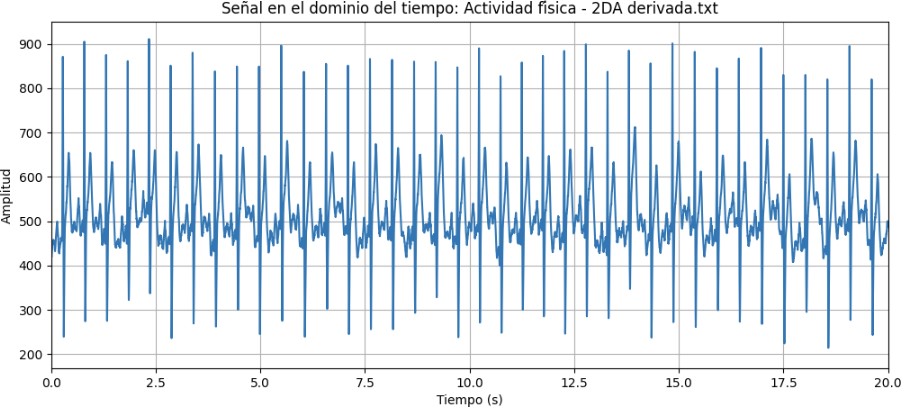 Señal en el dominio del tiempo: Actividad física - 2DA derivada.txt
900
800
700
600
500
400
300
200
Amplitud
0.0 2.5 5.0 7.5 10.0 12.5 15.0 17.5 20.0
Tiempo (s)